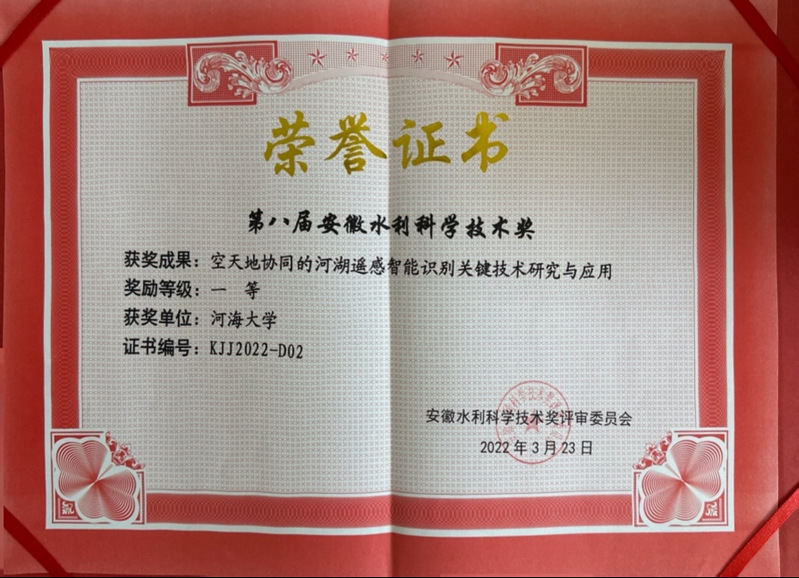 荣誉证书
第八届安徽水利科学技术奖
获奖成果：空天地协同的河湖遥感智能识别关键技术研究与应用
奖励等级：一 等
获奖单位：河海大学
证书编号：KJJ2022-D02
安徽水利科学技术奖评审委员会
2022年3月23日